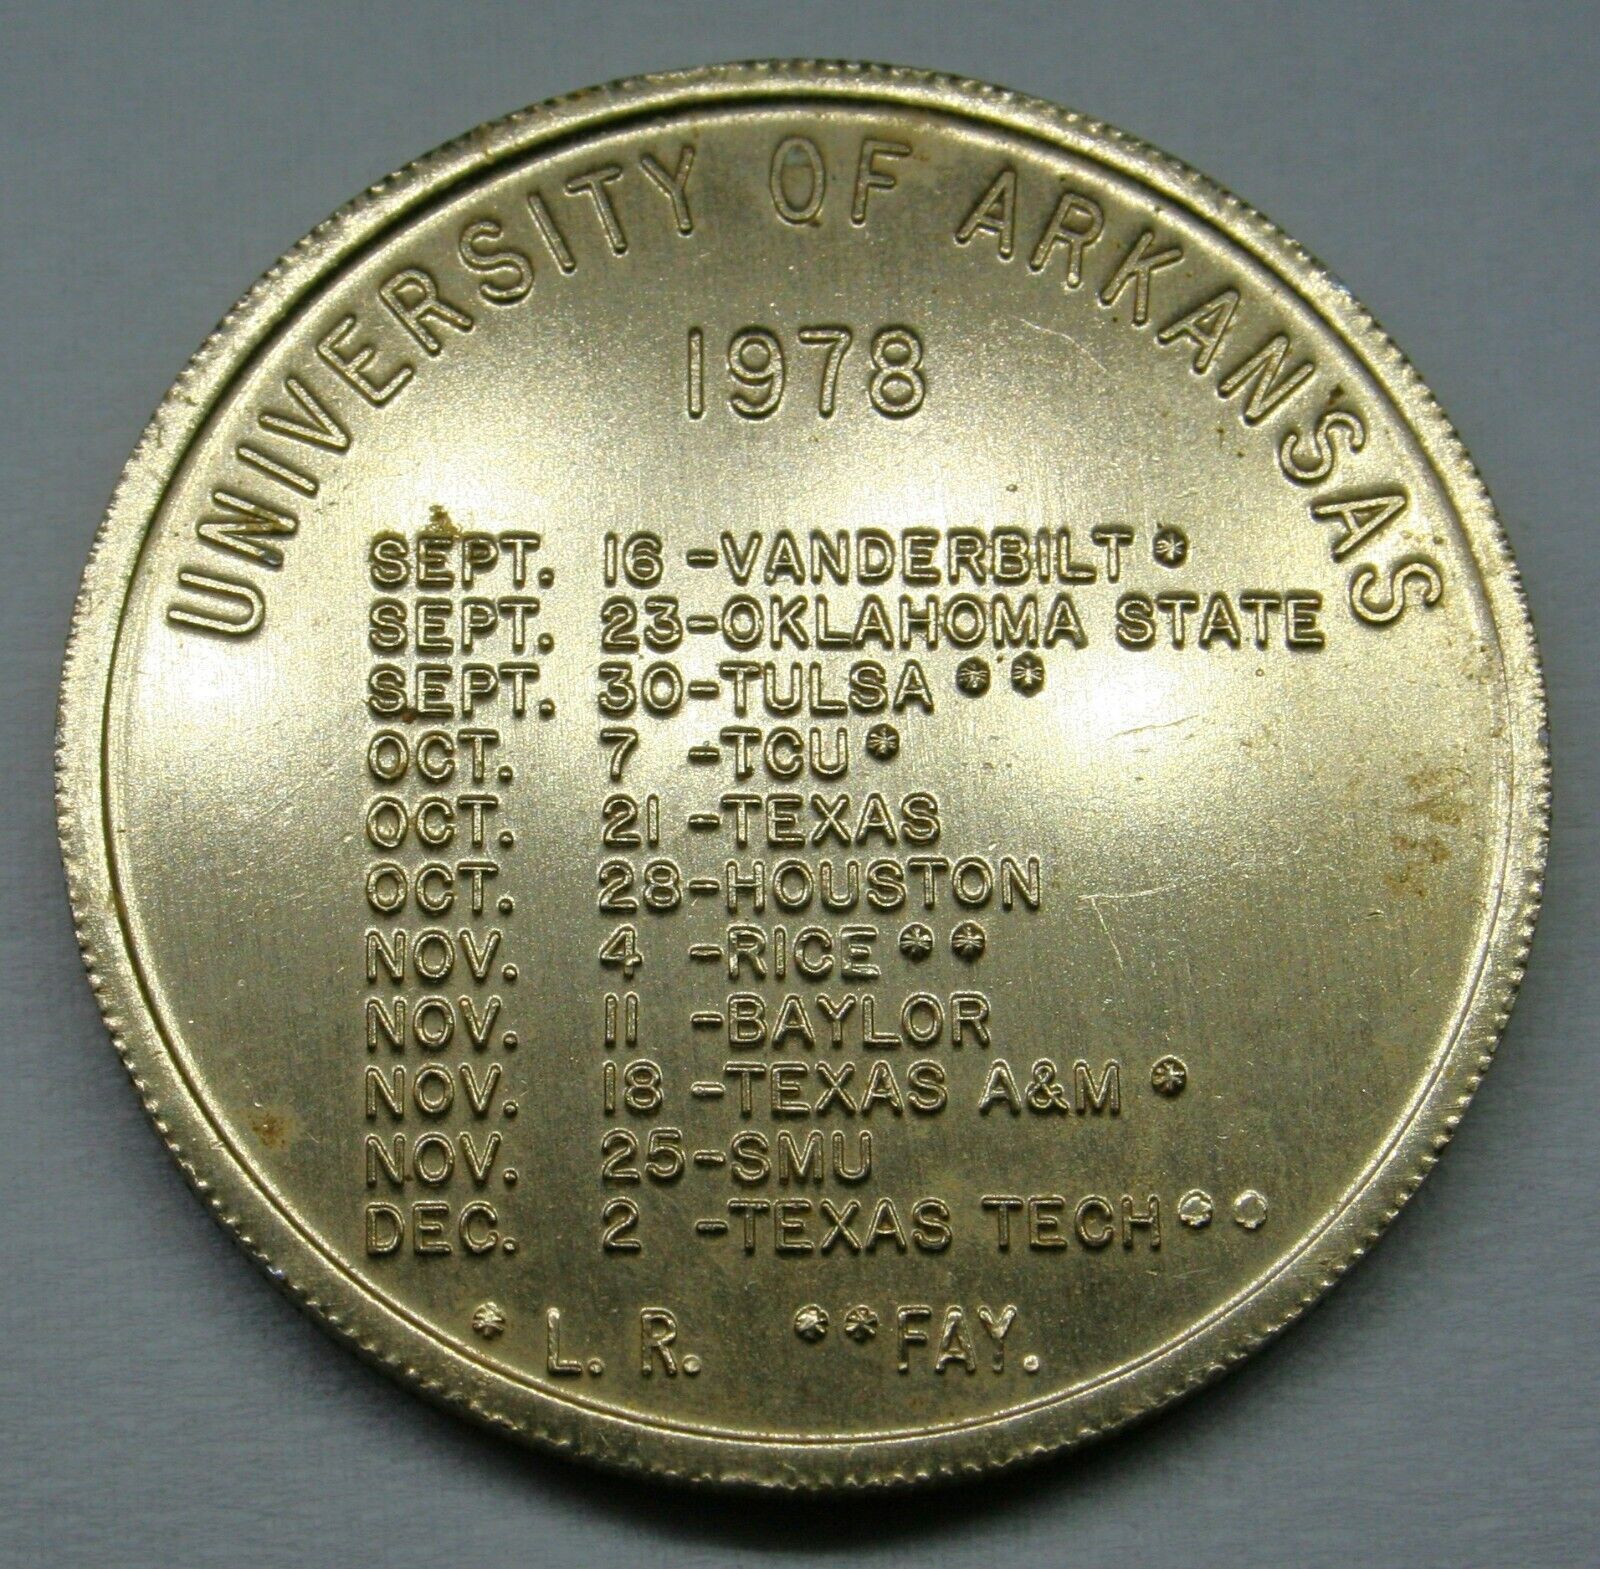 UNIVERSITY OF ARKANSAS
1978
SEPT. 16 - VANDERBILT *
SEPT. 23 - OKLAHOMA STATE
SEPT. 30 - TULSA **
OCT. 7 - TCU *
OCT. 21 - TEXAS
OCT. 28 - HOUSTON
NOV. 4 - RICE **
NOV. 11 - BAYLOR
NOV. 18 - TEXAS A&M *
NOV. 25 - SMU
DEC. 2 - TEXAS TECH **
* L. R. ** FAY.